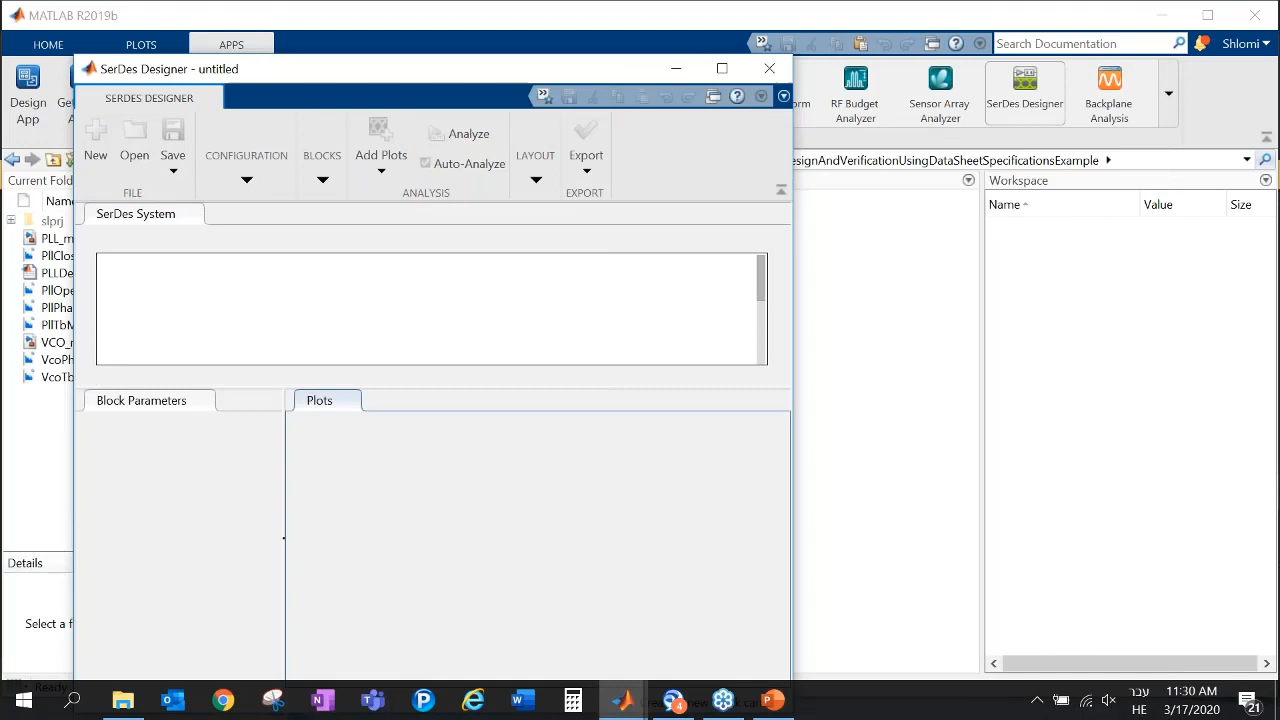 MATLAB R2019b
HOME PLOTS APPS Search Documentation Shlomi
SerDes Designer - untitled
SERDES DESIGNER
Design App
RF Budget Analyzer
Sensor Array Analyzer
SerDes Designer
Backplane Analysis
New Open Save
CONFIGURATION
BLOCKS
Add Plots
Analyze
Auto-Analyze
LAYOUT
Export
FILE ANALYSIS EXPORT
esignAndVerificationUsingDataSheetSpecificationsExample
Current Fold
Workspace
Name
Name Value Size
SerDes System
slprj
PLL_m
PllClos
PLLDe
PllOpe
PllPha
PllTbM
VCO_r
VcoPh
VcoTb
Block Parameters Plots
Details
Select a f
Ready
עבר
HE
11:30 AM
3/17/2020
4
21